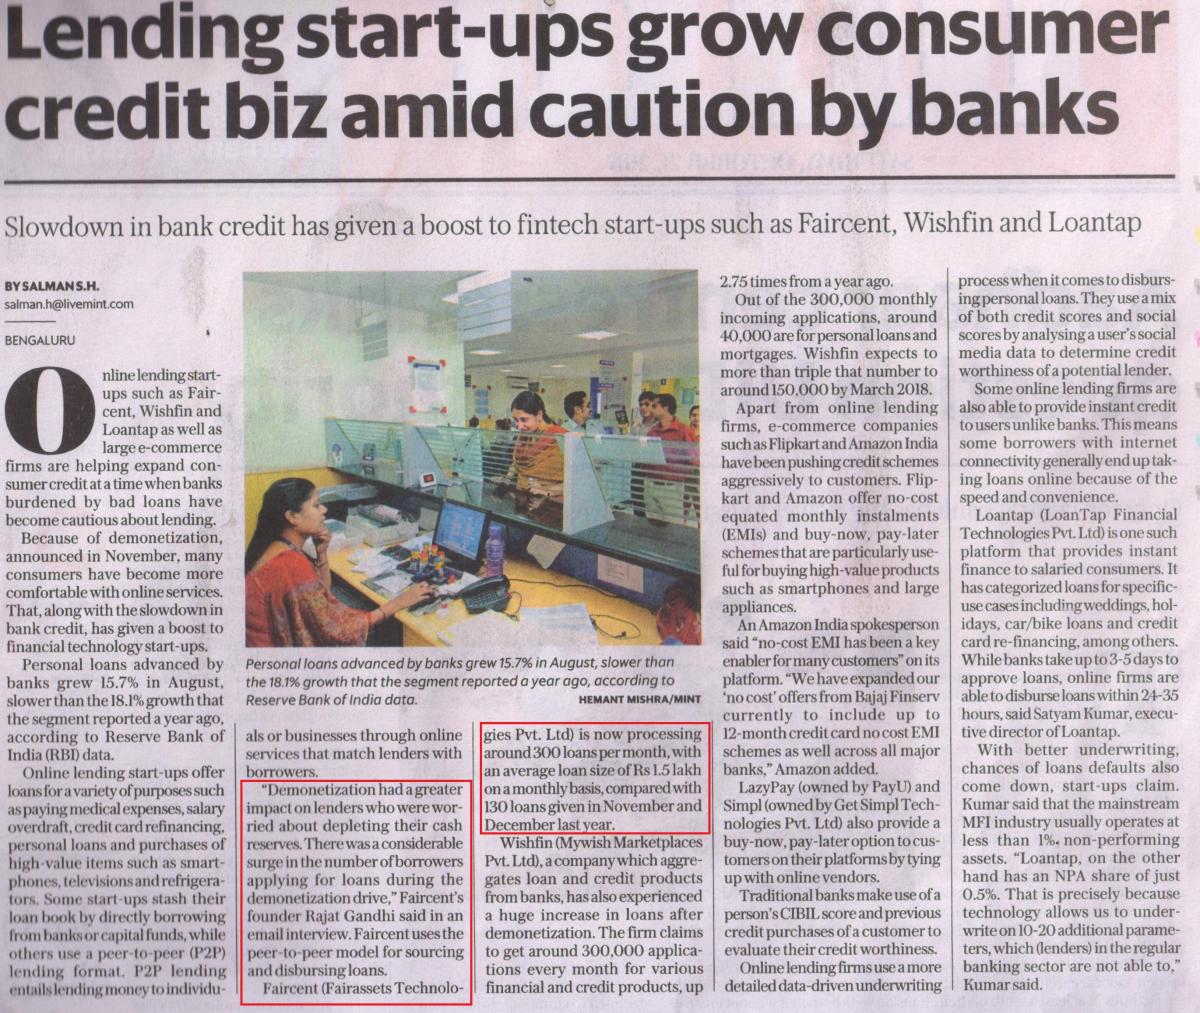 Lending start-ups grow consumer
credit biz amid caution by banks
Slowdown in bank credit has given a boost to fintech start-ups such as Faircent, Wishfin and Loantap
BY SALMAN S.H.
salman.h@livemint.com
BENGALURU
Online lending start-
ups such as Fair-
cent, Wishfin and
Loantap as well as
large e-commerce
firms are helping expand con-
sumer credit at a time when banks
burdened by bad loans have
become cautious about lending.
Because of demonetization,
announced in November, many
consumers have become more
comfortable with online services.
That, along with the slowdown in
bank credit, has given a boost to
financial technology start-ups.
Personal loans advanced by
banks grew 15.7% in August,
slower than the 18.1% growth that
the segment reported a year ago,
according to Reserve Bank of
India (RBI) data.
Online lending start-ups offer
loans for a variety of purposes such
as paying medical expenses, salary
overdraft, credit card refinancing,
personal loans and purchases of
high-value items such as smart-
phones, televisions and refrigera-
tors. Some start-ups stash their
loan book by directly borrowing
from banks or capital funds, while
others use a peer-to-peer (P2P)
lending format. P2P lending
entails lending money to individu-
Personal loans advanced by banks grew 15.7% in August, slower than
the 18.1% growth that the segment reported a year ago, according to
Reserve Bank of India data.
HEMANT MISHRA/MINT
als or businesses through online
services that match lenders with
borrowers.
"Demonetization had a greater
impact on lenders who were wor-
ried about depleting their cash
reserves. There was a considerable
surge in the number of borrowers
applying for loans during the
demonetization drive," Faircent's
founder Rajat Gandhi said in an
email interview. Faircent uses the
peer-to-peer model for sourcing
and disbursing loans.
Faircent (Fairassets Technolo-
gies Pvt. Ltd) is now processing
around 300 loans per month, with
an average loan size of Rs 1.5 lakh
on a monthly basis, compared with
130 loans given in November and
December last year.
Wishfin (Mywish Marketplaces
Pvt. Ltd), a company which aggre-
gates loan and credit products
from banks, has also experienced
a huge increase in loans after
demonetization. The firm claims
to get around 300,000 applica-
tions every month for various
financial and credit products, up
2.75 times from a year ago.
Out of the 300,000 monthly
incoming applications, around
40,000 are for personal loans and
mortgages. Wishfin expects to
more than triple that number to
around 150,000 by March 2018.
Apart from online lending
firms, e-commerce companies
such as Flipkart and Amazon India
have been pushing credit schemes
aggressively to customers. Flip-
kart and Amazon offer no-cost
equated monthly instalments
(EMIs) and buy-now, pay-later
schemes that are particularly use-
ful for buying high-value products
such as smartphones and large
appliances.
An Amazon India spokesperson
said "no-cost EMI has been a key
enabler for many customers" on its
platform. "We have expanded our
'no cost' offers from Bajaj Finserv
currently to include up to
12-month credit card no cost EMI
schemes as well across all major
banks," Amazon added.
LazyPay (owned by PayU) and
Simpl (owned by Get Simpl Tech-
nologies Pvt. Ltd) also provide a
buy-now, pay-later option to cus-
tomers on their platforms by tying
up with online vendors.
Traditional banks make use of a
person's CIBIL score and previous
credit purchases of a customer to
evaluate their credit worthiness.
Online lending firms use a more
detailed data-driven underwriting
process when it comes to disburs-
ing personal loans. They use a mix
of both credit scores and social
scores by analysing a user's social
media data to determine credit
worthiness of a potential lender.
Some online lending firms are
also able to provide instant credit
to users unlike banks. This means
some borrowers with internet
connectivity generally end up tak-
ing loans online because of the
speed and convenience.
Loantap (LoanTap Financial
Technologies Pvt. Ltd) is one such
platform that provides instant
finance to salaried consumers. It
has categorized loans for specific-
use cases including weddings, hol-
idays, car/bike loans and credit
card re-financing, among others.
While banks take up to 3-5 days to
approve loans, online firms are
able to disburse loans within 24-35
hours, said Satyam Kumar, execu-
tive director of Loantap.
With better underwriting,
chances of loans defaults also
come down, start-ups claim.
Kumar said that the mainstream
MFI industry usually operates at
less than 1% non-performing
assets. "Loantap, on the other
hand has an NPA share of just
0.5%. That is precisely because
technology allows us to under-
write on 10-20 additional parame-
ters, which (lenders) in the regular
banking sector are not able to,"
Kumar said.